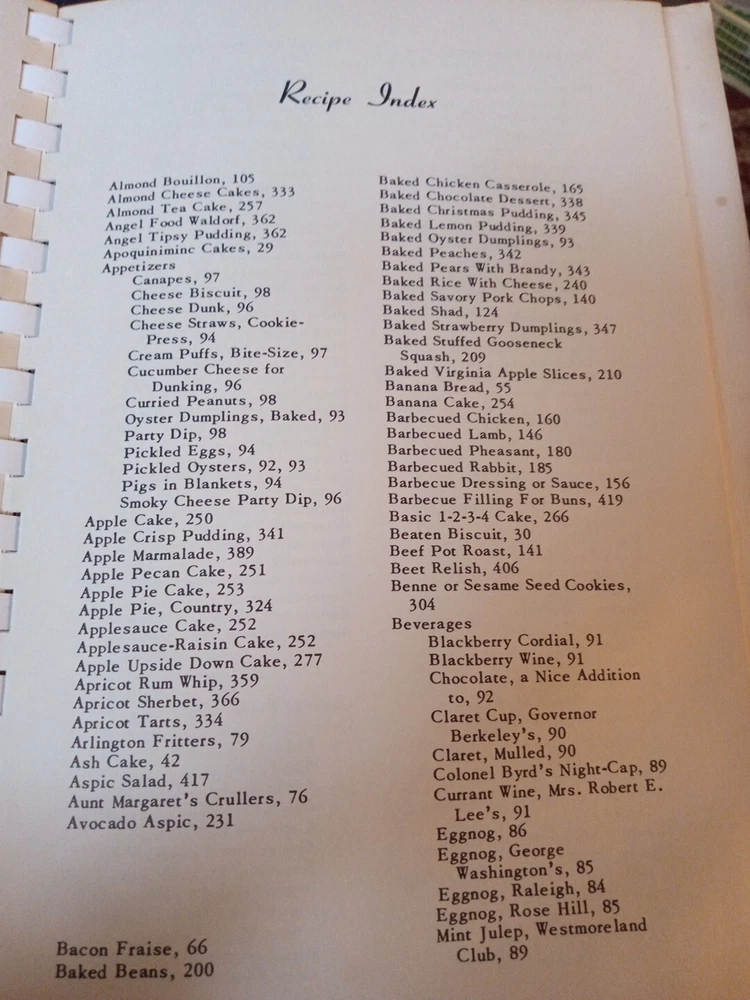 Recipe Index
Almond Bouillon, 105
Almond Cheese Cakes, 333
Almond Tea Cake, 257
Angel Food Waldorf, 362
Angel Tipsy Pudding, 362
Apoquiniminc Cakes, 29
Appetizers
Canapes, 97
Cheese Biscuit, 98
Cheese Dunk, 96
Cheese Straws, Cookie-
Press, 94
Cream Puffs, Bite-Size, 97
Cucumber Cheese for
Dunking, 96
Curried Peanuts, 98
Oyster Dumplings, Baked, 93
Party Dip, 98
Pickled Eggs, 94
Pickled Oysters, 92, 93
Pigs in Blankets, 94
Smoky Cheese Party Dip, 96
Apple Cake, 250
Apple Crisp Pudding, 341
Apple Marmalade, 389
Apple Pecan Cake, 251
Apple Pie Cake, 253
Apple Pie, Country, 324
Applesauce Cake, 252
Applesauce-Raisin Cake, 252
Apple Upside Down Cake, 277
Apricot Rum Whip, 359
Apricot Sherbet, 366
Apricot Tarts, 334
Arlington Fritters, 79
Ash Cake, 42
Aspic Salad, 417
Aunt Margaret's Crullers, 76
Avocado Aspic, 231
Bacon Fraise, 66
Baked Beans, 200
Baked Chicken Casserole, 165
Baked Chocolate Dessert, 338
Baked Christmas Pudding, 345
Baked Lemon Pudding, 339
Baked Oyster Dumplings, 93
Baked Peaches, 342
Baked Pears With Brandy, 343
Baked Rice With Cheese, 240
Baked Savory Pork Chops, 140
Baked Shad, 124
Baked Strawberry Dumplings, 347
Baked Stuffed Gooseneck
Squash, 209
Baked Virginia Apple Slices, 210
Banana Bread, 55
Banana Cake, 254
Barbecued Chicken, 160
Barbecued Lamb, 146
Barbecued Pheasant, 180
Barbecued Rabbit, 185
Barbecue Dressing or Sauce, 156
Barbecue Filling For Buns, 419
Basic 1-2-3-4 Cake, 266
Beaten Biscuit, 30
Beef Pot Roast, 141
Beet Relish, 406
Benne or Sesame Seed Cookies,
304
Beverages
Blackberry Cordial, 91
Blackberry Wine, 91
Chocolate, a Nice Addition
to, 92
Claret Cup, Governor
Berkeley's, 90
Claret, Mulled, 90
Colonel Byrd's Night-Cap, 89
Currant Wine, Mrs. Robert E.
Lee's, 91
Eggnog, 86
Eggnog, George
Washington's, 85
Eggnog, Raleigh, 84
Eggnog, Rose Hill, 85
Mint Julep, Westmoreland
Club, 89